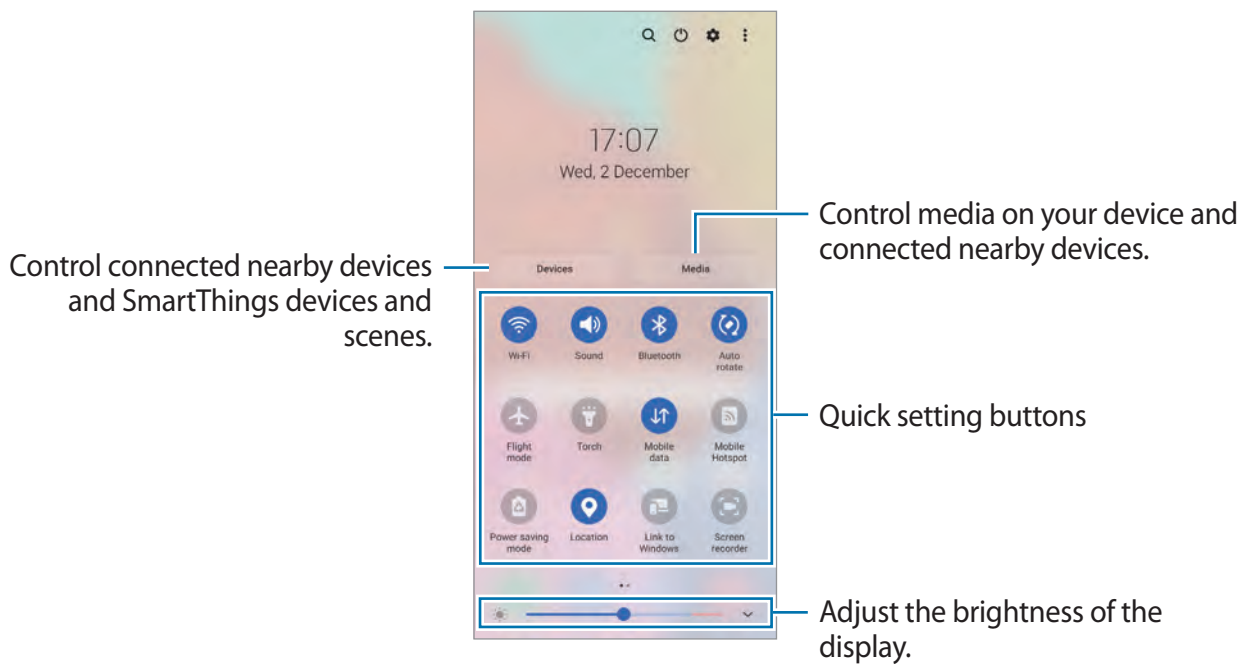 17:07
Wed, 2 December
Control media on your device and
connected nearby devices.
Control connected nearby devices
and SmartThings devices and
scenes.
Devices
Media
Wi-Fi
Sound
Bluetooth
Auto
rotate
Quick setting buttons
Flight
mode
Torch
Mobile
data
Mobile
Hotspot
Power saving
mode
Location
Link to
Windows
Screen
recorder
Adjust the brightness of the
display.